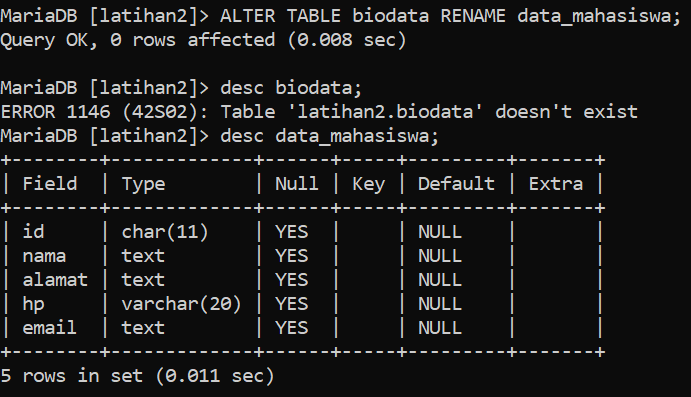 MariaDB [latihan2]> ALTER TABLE biodata RENAME data_mahasiswa;
Query OK, 0 rows affected (0.008 sec)

MariaDB [latihan2]> desc biodata;
ERROR 1146 (42S02): Table 'latihan2.biodata' doesn't exist
MariaDB [latihan2]> desc data_mahasiswa;
+--------+-------------+------+-----+---------+-------+
| Field  | Type        | Null | Key | Default | Extra |
+--------+-------------+------+-----+---------+-------+
| id     | char(11)    | YES  |     | NULL    |       |
| nama   | text        | YES  |     | NULL    |       |
| alamat | text        | YES  |     | NULL    |       |
| hp     | varchar(20) | YES  |     | NULL    |       |
| email  | text        | YES  |     | NULL    |       |
+--------+-------------+------+-----+---------+-------+
5 rows in set (0.011 sec)